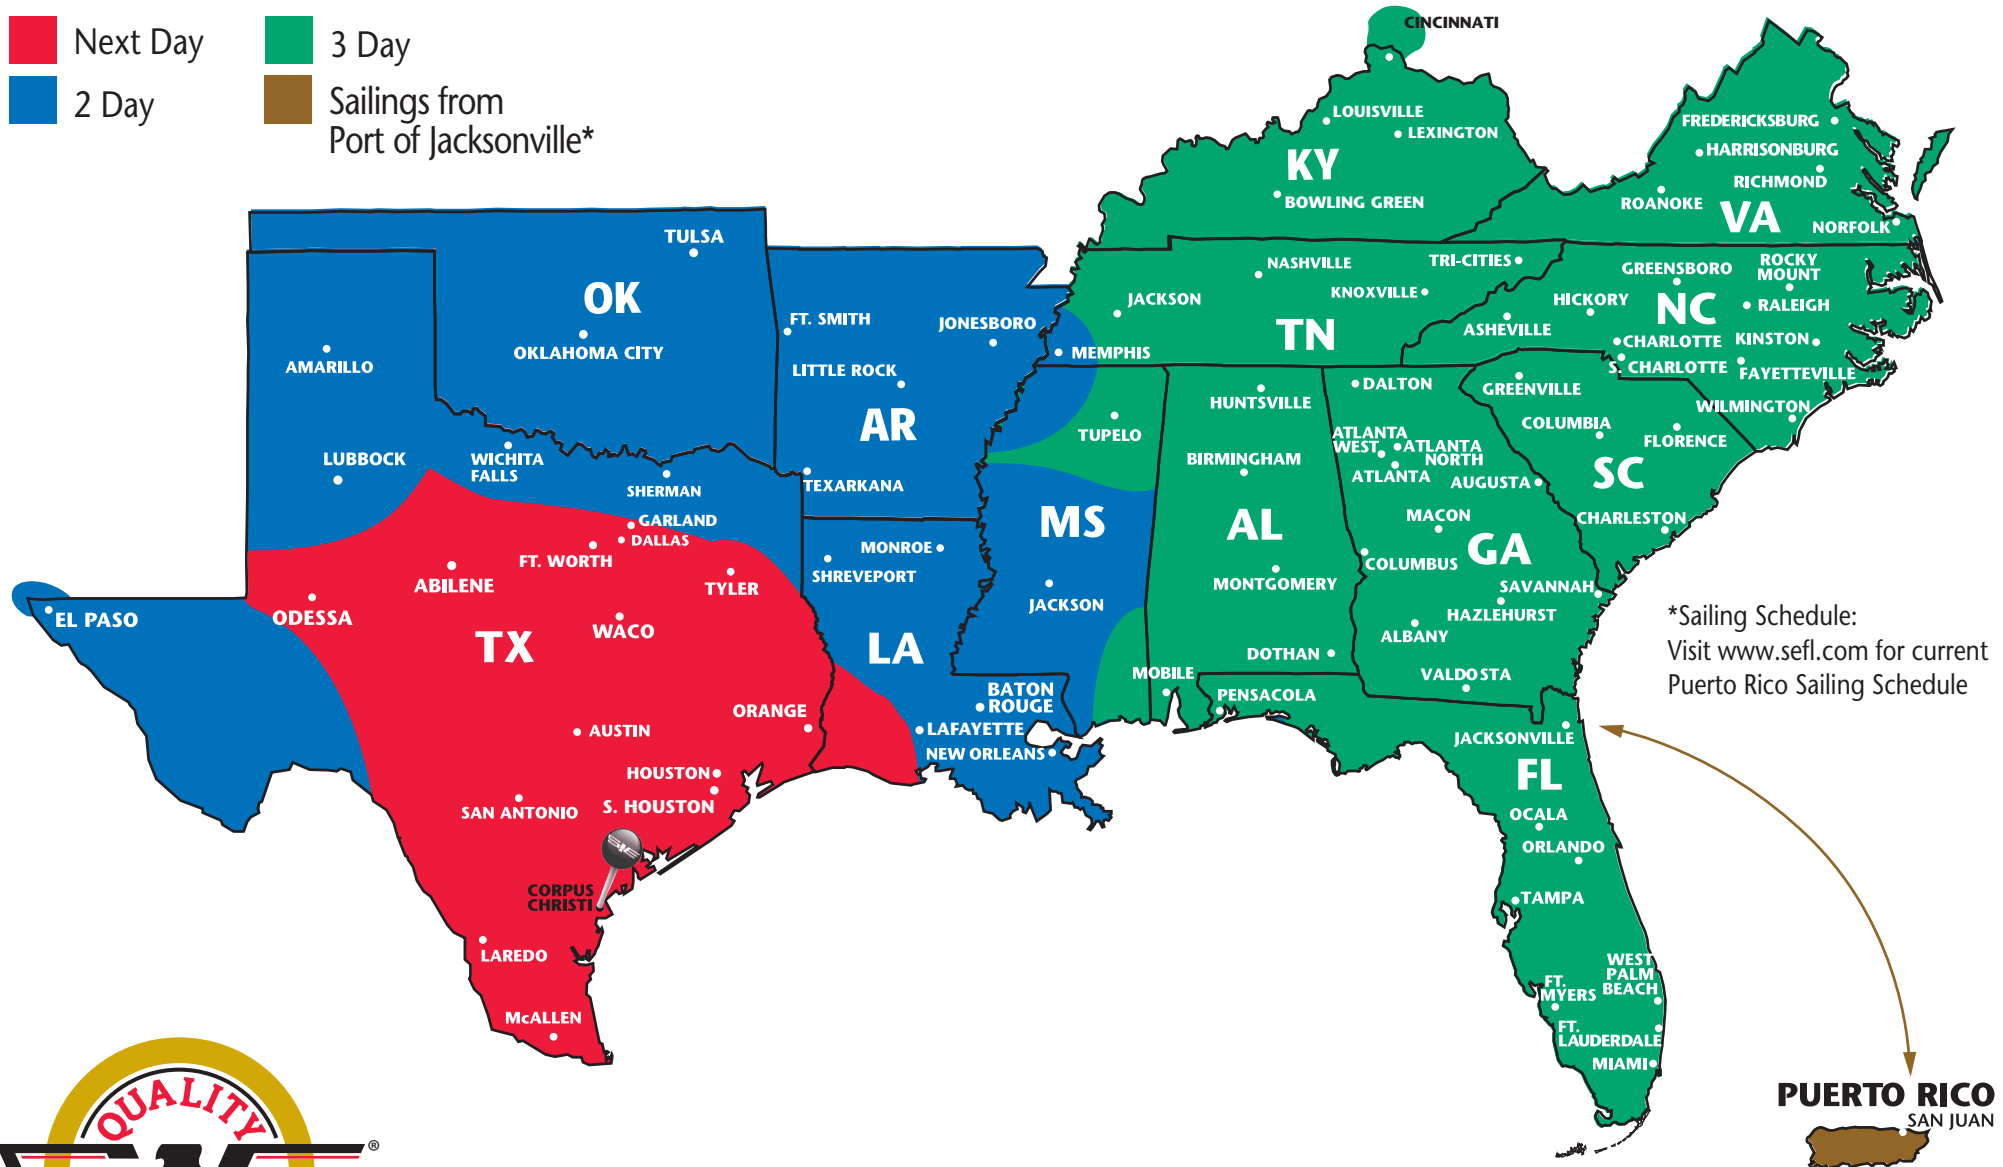 Next Day
2 Day
3 Day
Sailings from
Port of Jacksonville*
CINCINNATI
LOUISVILLE
LEXINGTON
KY
BOWLING GREEN
FREDERICKSBURG
HARRISONBURG
RICHMOND
ROANOKE
VA
NORFOLK
TULSA
OK
OKLAHOMA CITY
AMARILLO
LUBBOCK
WICHITA
FALLS
SHERMAN
GARLAND
DALLAS
FT. WORTH
ABILENE
TYLER
ODESSA
EL PASO
WACO
TX
AUSTIN
ORANGE
HOUSTON
S. HOUSTON
SAN ANTONIO
CORPUS
CHRISTI
LAREDO
McALLEN
FT. SMITH
JONESBORO
LITTLE ROCK
AR
TEXARKANA
MONROE
SHREVEPORT
LA
BATON
ROUGE
LAFAYETTE
NEW ORLEANS
NASHVILLE
TRI-CITIES
KNOXVILLE
JACKSON
TN
MEMPHIS
TUPELO
MS
JACKSON
HUNTSVILLE
BIRMINGHAM
AL
MONTGOMERY
DOTHAN
MOBILE
GREENSBORO
ROCKY
MOUNT
HICKORY
NC
RALEIGH
ASHEVILLE
CHARLOTTE
KINSTON
S. CHARLOTTE
FAYETTEVILLE
WILMINGTON
GREENVILLE
COLUMBIA
FLORENCE
SC
CHARLESTON
DALTON
ATLANTA
WEST
ATLANTA
NORTH
ATLANTA
AUGUSTA
MACON
GA
COLUMBUS
SAVANNAH
HAZLEHURST
ALBANY
VALDOSTA
PENSACOLA
JACKSONVILLE
FL
OCALA
ORLANDO
TAMPA
WEST
PALM
BEACH
FT.
MYERS
FT.
LAUDERDALE
MIAMI
*Sailing Schedule:
Visit www.sefl.com for current
Puerto Rico Sailing Schedule
PUERTO RICO
SAN JUAN
QUALITY
®